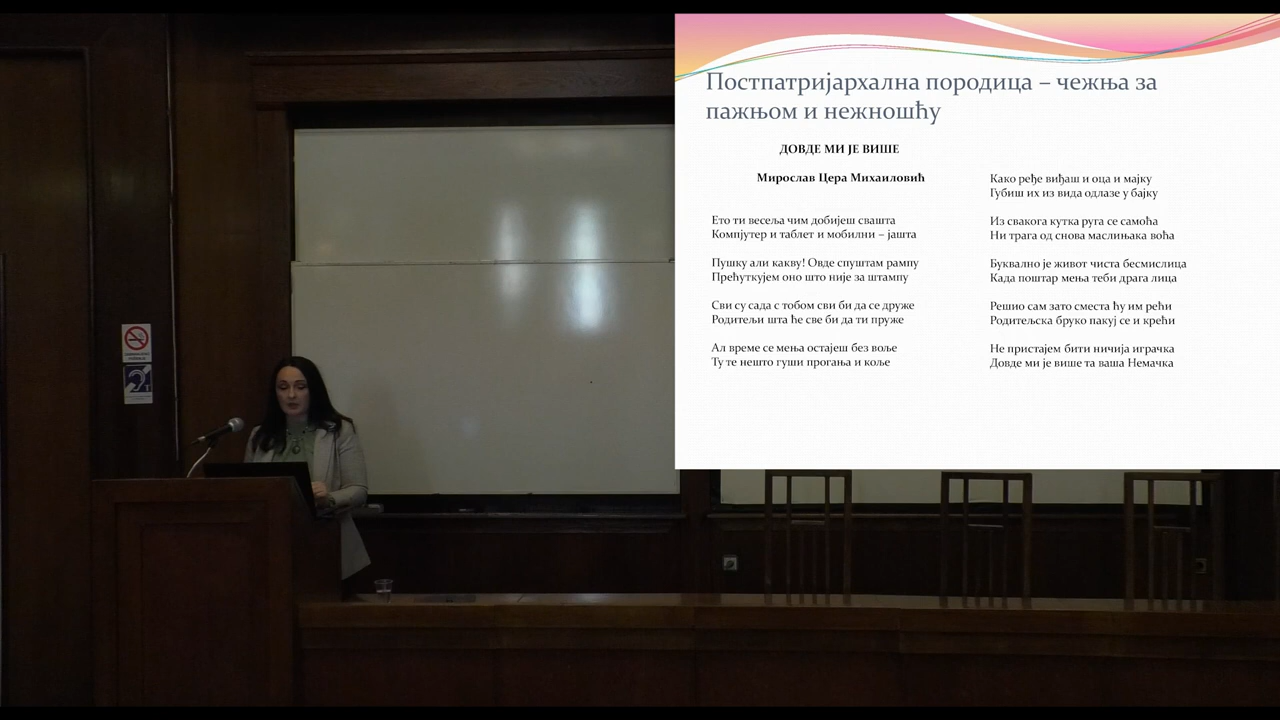 Постпатријархална породица – чежња за
пажњом и нежношћу
ДОВДЕ МИ ЈЕ ВИШЕ
Мирослав Цера Михаиловић
Ето ти весеља чим добијеш свашта
Компјутер и таблет и мобилни – јашта
Пушку али какву! Овде спуштам рампу
Прећуткујем оно што није за штампу
Сви су сада с тобом сви би да се друже
Родитељи шта ће све би да ти пруже
Ал време се мења остајеш без воље
Ту те нешто гуши прогања и коље
Како ређе виђаш и оца и мајку
Губиш их из вида одлазе у бајку
Из свакога кутка руга се самоћа
Ни трага од снова маслињака воћа
Буквално је живот чиста бесмислица
Када поштар мења теби драга лица
Решио сам зато сместа ћу им рећи
Родитељска бруко пакуј се и крећи
Не пристајем бити ничија играчка
Довде ми је више та ваша Немачка